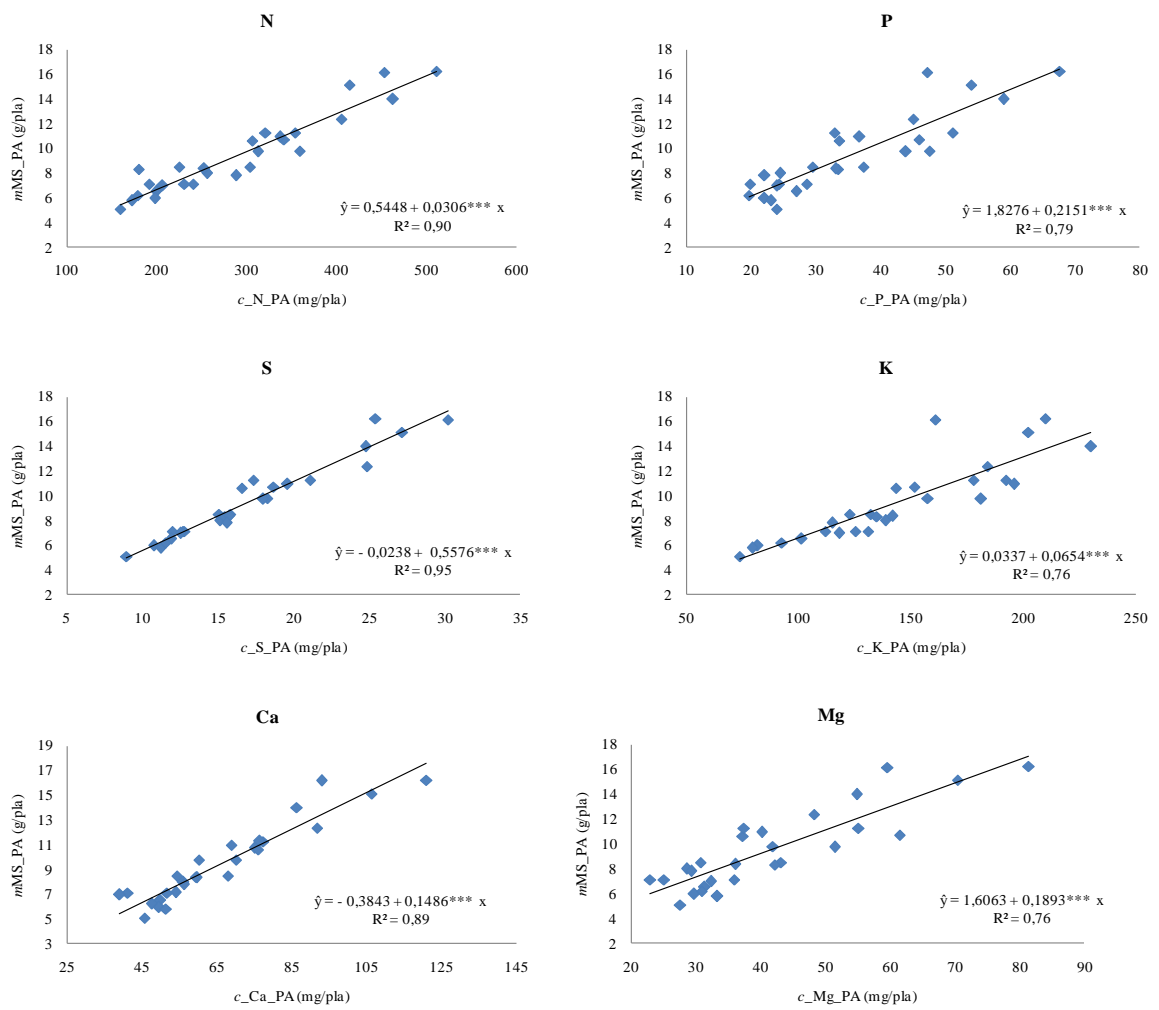 N
18
16
14
12
10
8
6
4
2
mMS_PA (g/pla)
ŷ = 0,5448 + 0,0306*** x
R² = 0,90
100 200 300 400 500 600
c_N_PA (mg/pla)
P
18
16
14
12
10
8
6
4
2
mMS_PA (g/pla)
ŷ = 1,8276 + 0,2151*** x
R² = 0,79
10 20 30 40 50 60 70 80
c_P_PA (mg/pla)
S
18
16
14
12
10
8
6
4
2
mMS_PA (g/pla)
ŷ = - 0,0238 + 0,5576*** x
R² = 0,95
5 10 15 20 25 30 35
c_S_PA (mg/pla)
K
18
16
14
12
10
8
6
4
2
mMS_PA (g/pla)
ŷ = 0,0337 + 0,0654*** x
R² = 0,76
50 100 150 200 250
c_K_PA (mg/pla)
Ca
19
17
15
13
11
9
7
5
3
mMS_PA (g/pla)
ŷ = - 0,3843 + 0,1486*** x
R² = 0,89
25 45 65 85 105 125 145
c_Ca_PA (mg/pla)
Mg
18
16
14
12
10
8
6
4
2
mMS_PA (g/pla)
ŷ = 1,6063 + 0,1893*** x
R² = 0,76
20 30 40 50 60 70 80 90
c_Mg_PA (mg/pla)